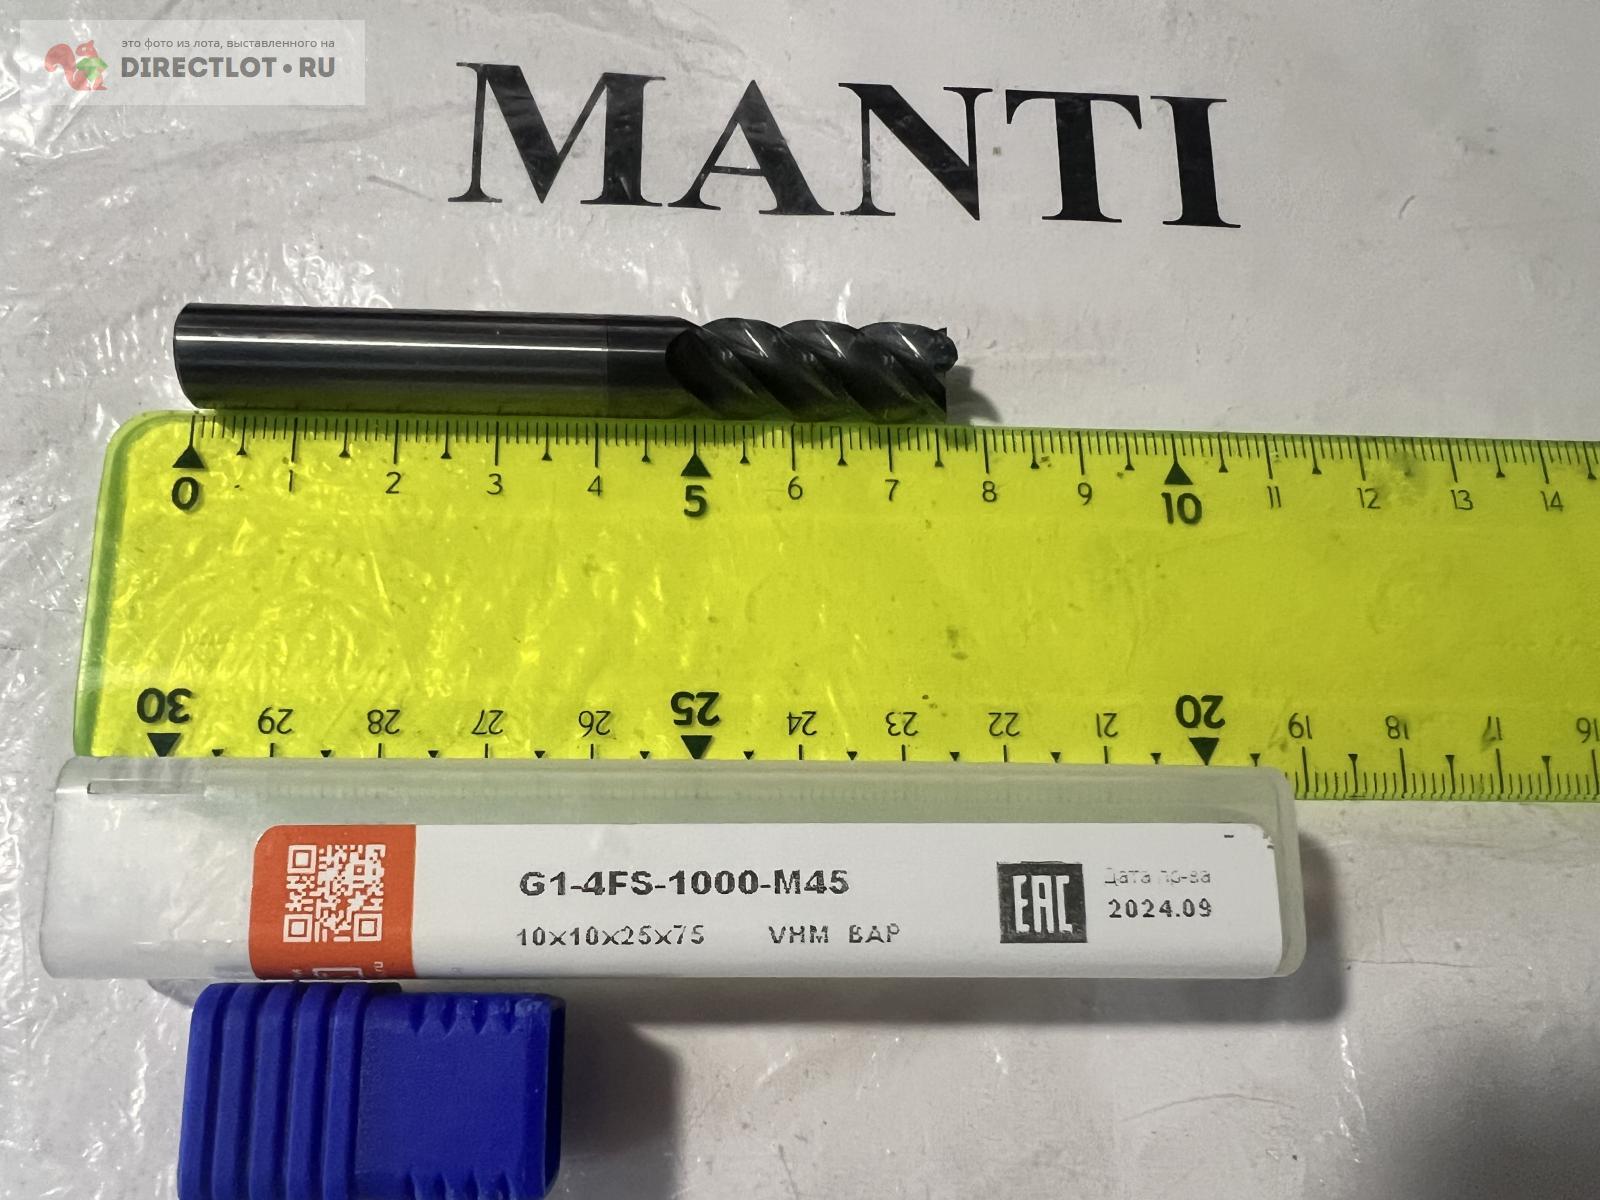 это фото из лота, выставленного на
DIRECTLOT•RU
MANTI
0 1 2 3 4 5 6 7 8 9 10 11 12 13 14
30 29 28 27 26 25 24 23 22 21 20 19 18 17 16
G1-4FS-1000-M45
10x10x25x75 VHM BAP
EAC
Дата пр-ва
2024.09